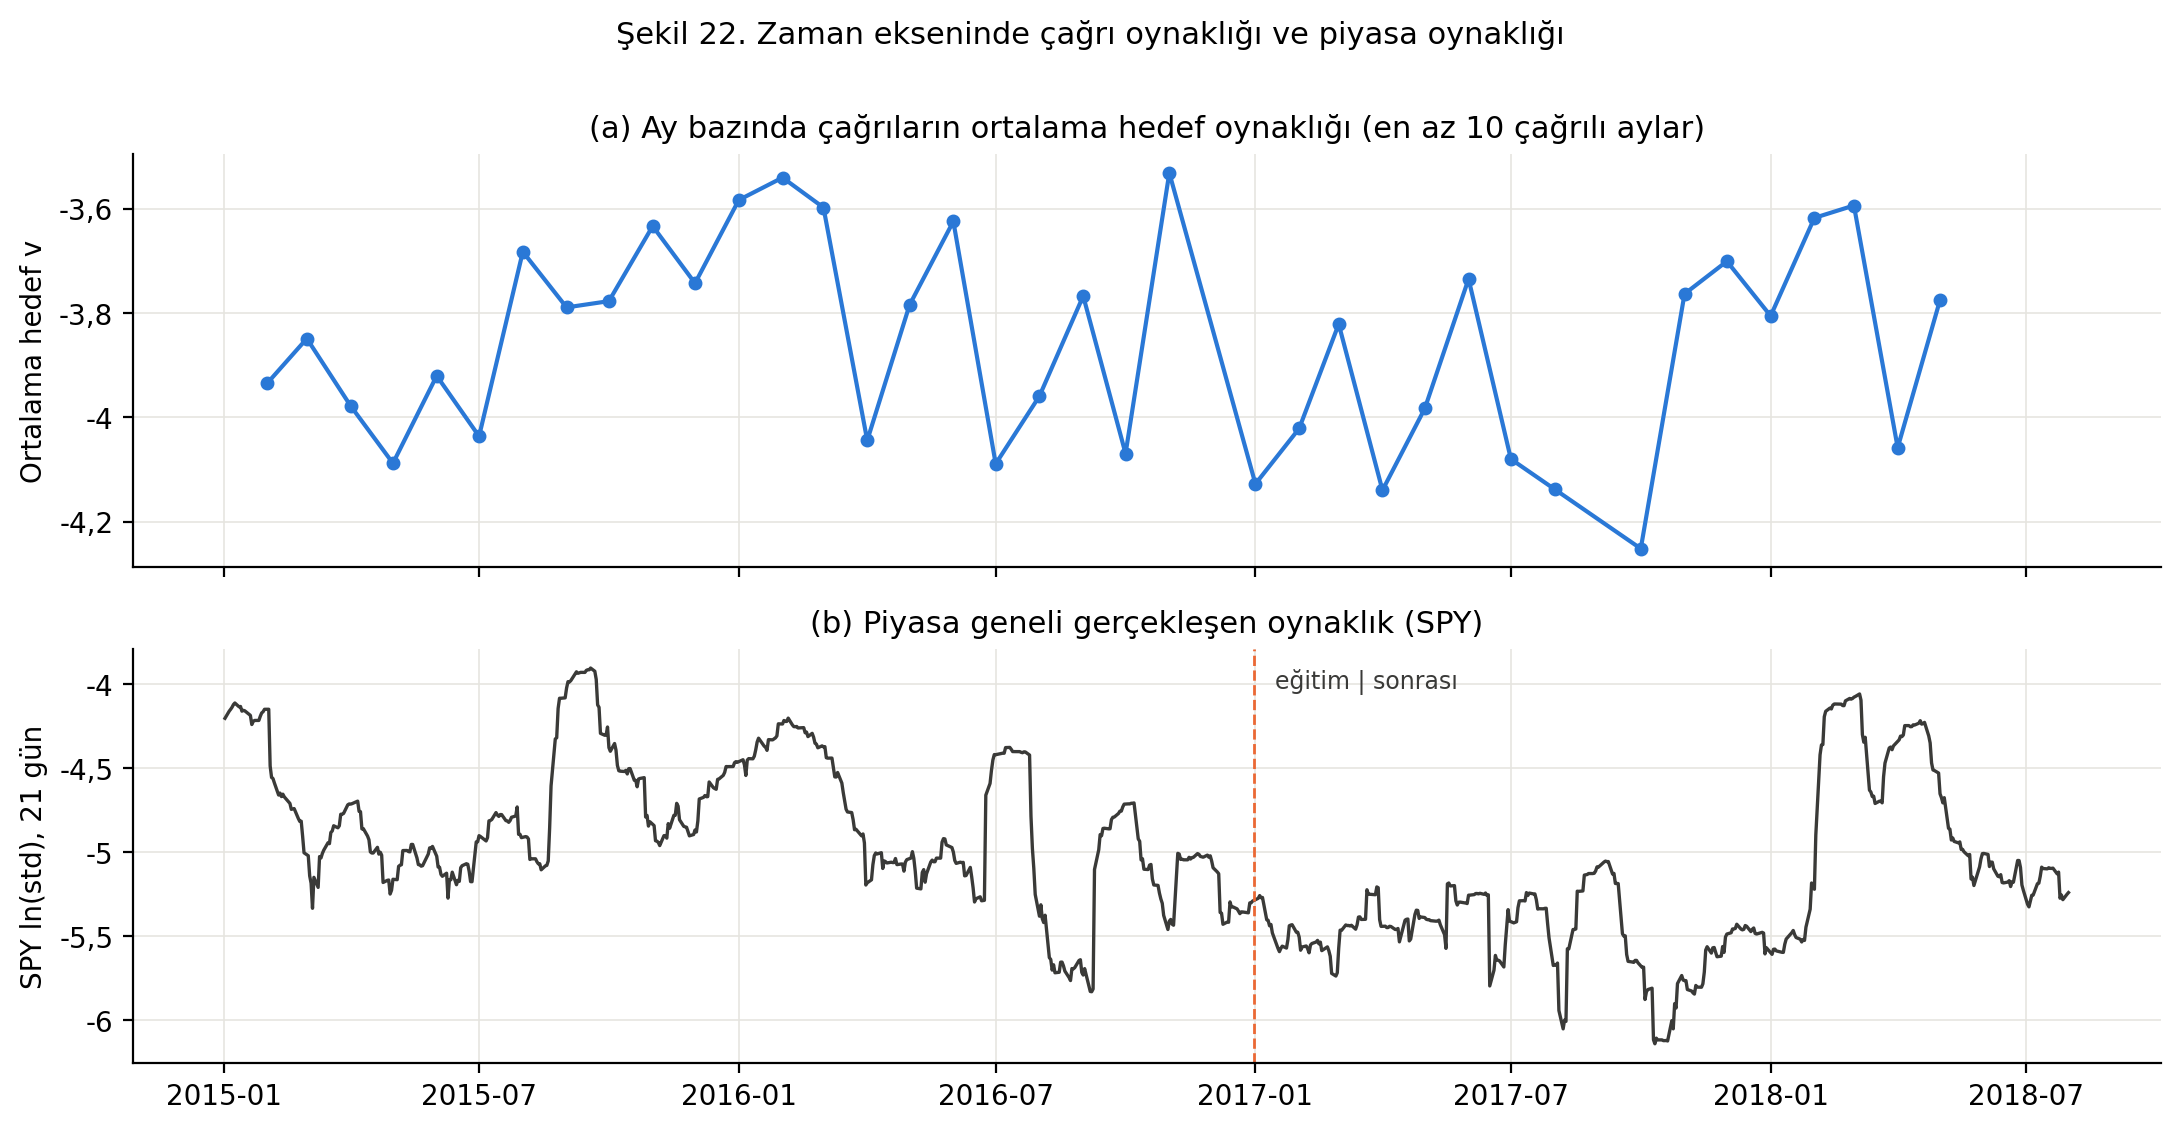 Şekil 22. Zaman ekseninde çağrı oynaklığı ve piyasa oynaklığı
(a) Ay bazında çağrıların ortalama hedef oynaklığı (en az 10 çağrılı aylar)
Ortalama hedef v
-3,6
-3,8
-4
-4,2
(b) Piyasa geneli gerçekleşen oynaklık (SPY)
SPY ln(std), 21 gün
-4
-4,5
-5
-5,5
-6
eğitim | sonrası
2015-01
2015-07
2016-01
2016-07
2017-01
2017-07
2018-01
2018-07